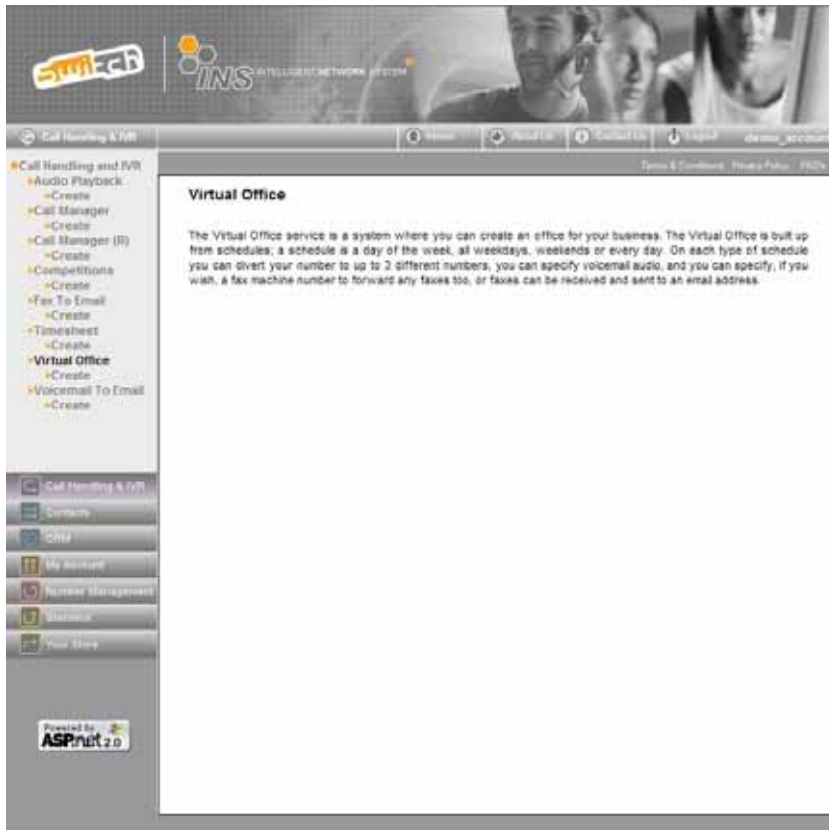 switch
INS INTELLIGENT NETWORK SYSTEM
Call Handling & IVR
Home
About Us
Contact Us
Logout
demo_account
Terms & Conditions Privacy Policy FAQ's
Call Handling and IVR
Audio Playback
Create
Call Manager
Create
Call Manager (R)
Create
Competitions
Create
Fax To Email
Create
Timesheet
Create
Virtual Office
Create
Voicemail To Email
Create
Virtual Office
The Virtual Office service is a system where you can create an office for your business. The Virtual Office is built up
from schedules; a schedule is a day of the week, all weekdays, weekends or every day. On each type of schedule
you can divert your number to up to 3 different numbers, you can specify voicemail audio, and you can specify, if you
wish, a fax machine number to forward any faxes too, or faxes can be received and sent to an email address.
Call Handling & IVR
Contacts
CRM
My Account
Number Management
Statistics
Your Store
Powered by
ASP.net 2.0